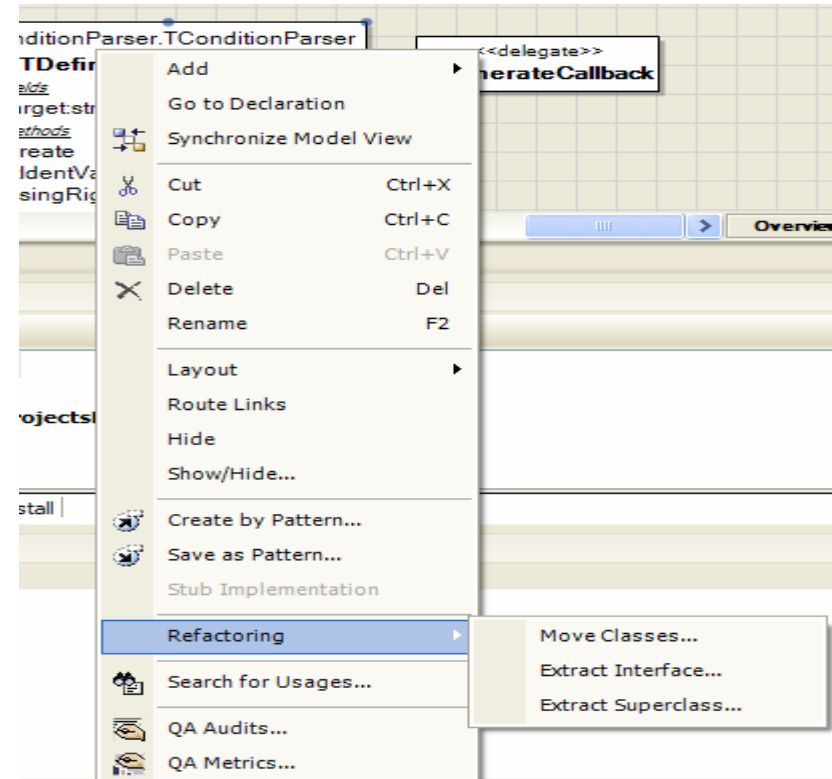 nditionParser.TConditionParser
TDefin
elds
arget:str
ethods
reate
IdentVa
singRig
<<delegate>>
nerateCallback
Overview
rojectsl
stall
Add
Go to Declaration
Synchronize Model View
Cut Ctrl+X
Copy Ctrl+C
Paste Ctrl+V
Delete Del
Rename F2
Layout
Route Links
Hide
Show/Hide...
Create by Pattern...
Save as Pattern...
Stub Implementation
Refactoring
Move Classes...
Extract Interface...
Extract Superclass...
Search for Usages...
QA Audits...
QA Metrics...